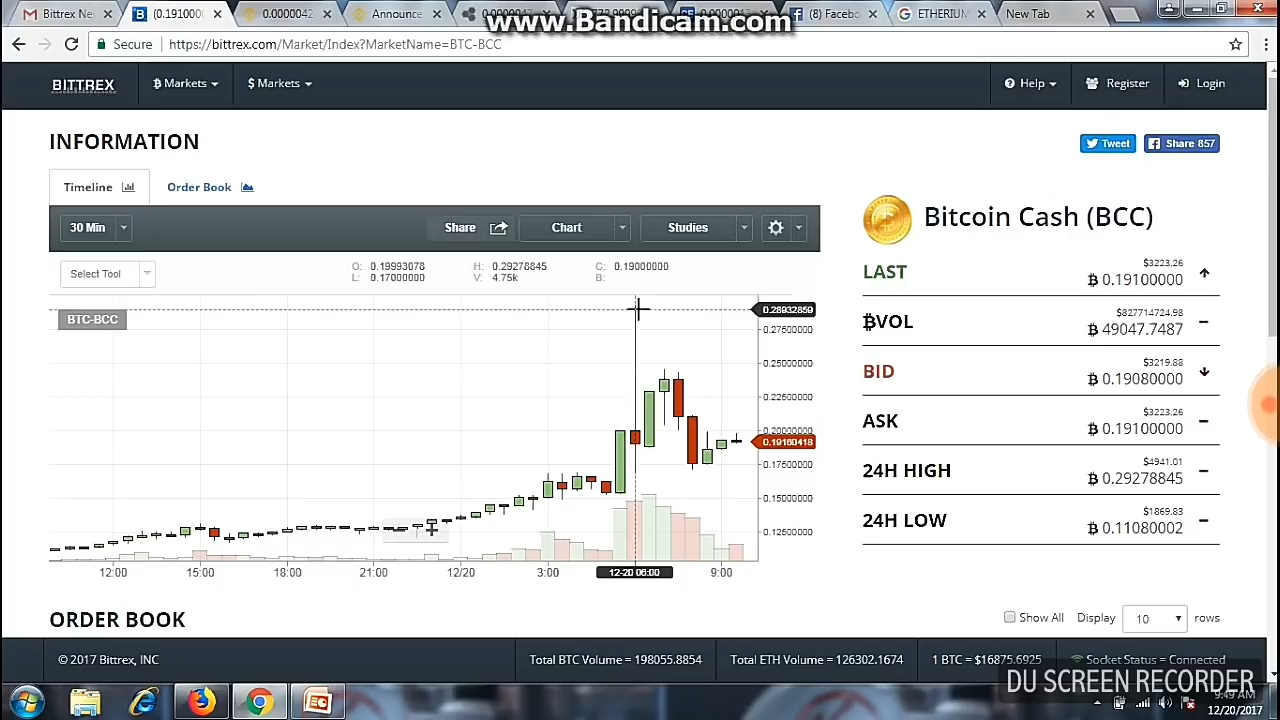 Bittrex Ne
(0.19100
0.0000042
Announce
0.000004
(8) Facebo
ETHERIUM
New Tab
www.Bandicam.com
Secure
https://bittrex.com/Market/Index?MarketName=BTC-BCC
BITTREX
Ƀ Markets
$ Markets
Help
Register
Login
INFORMATION
Tweet
Share 857
Timeline
Order Book
30 Min
Share
Chart
Studies
Select Tool
O: 0.19993078 H: 0.29278845 C: 0.19000000
L: 0.17000000 V: 4.75k B:
BTC-BCC
0.28932859
0.27500000
0.25000000
0.22500000
0.20000000
0.19160418
0.17500000
0.15000000
0.12500000
12:00 15:00 18:00 21:00 12/20 3:00 12-20 06:00 9:00
Bitcoin Cash (BCC)
$3223.26
LAST Ƀ 0.19100000
$827714724.98
ɃVOL Ƀ 49047.7487
$3219.88
BID Ƀ 0.19080000
$3223.26
ASK Ƀ 0.19100000
$4941.01
24H HIGH Ƀ 0.29278845
$1869.83
24H LOW Ƀ 0.11080002
ORDER BOOK
Show All Display 10 rows
© 2017 Bittrex, INC
Total BTC Volume = 198055.8854
Total ETH Volume = 126302.1674
1 BTC = $16875.6925
Socket Status = Connected
DU SCREEN RECORDER
9:49 AM
12/20/2017